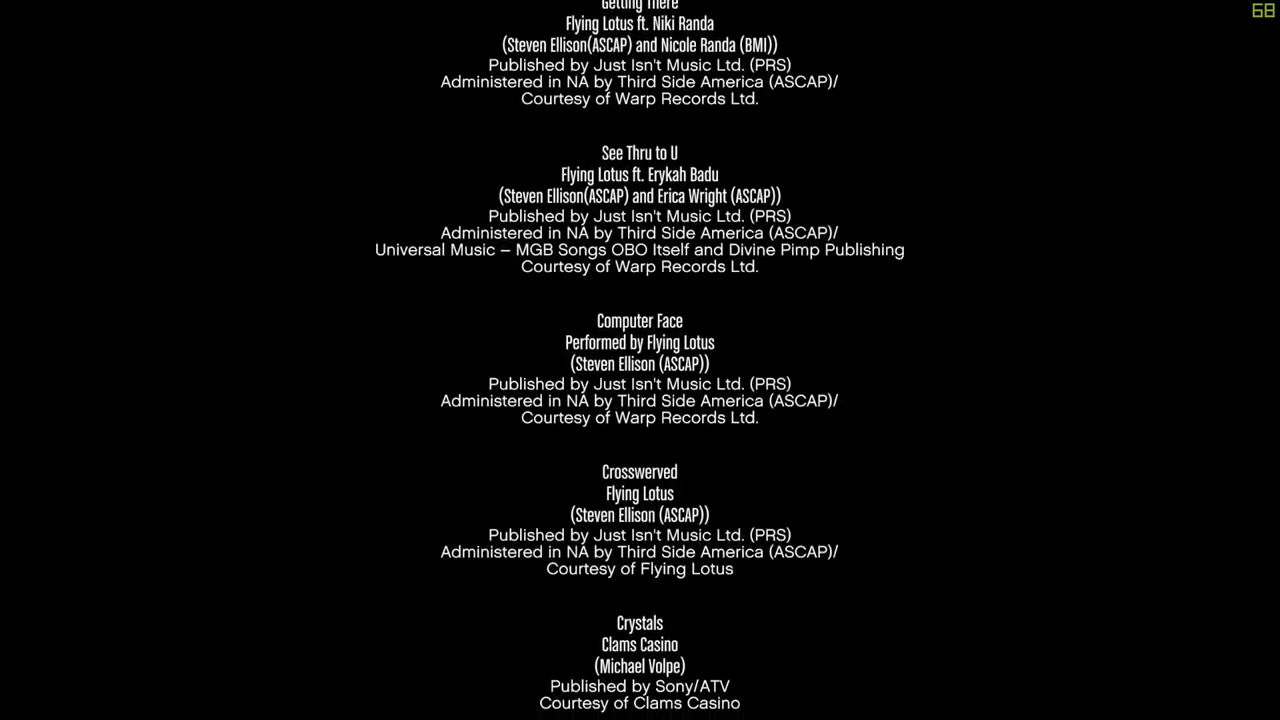 Getting There
Flying Lotus ft. Niki Randa
(Steven Ellison(ASCAP) and Nicole Randa (BMI))
Published by Just Isn't Music Ltd. (PRS)
Administered in NA by Third Side America (ASCAP)/
Courtesy of Warp Records Ltd.
See Thru to U
Flying Lotus ft. Erykah Badu
(Steven Ellison(ASCAP) and Erica Wright (ASCAP))
Published by Just Isn't Music Ltd. (PRS)
Administered in NA by Third Side America (ASCAP)/
Universal Music – MGB Songs OBO Itself and Divine Pimp Publishing
Courtesy of Warp Records Ltd.
Computer Face
Performed by Flying Lotus
(Steven Ellison (ASCAP))
Published by Just Isn't Music Ltd. (PRS)
Administered in NA by Third Side America (ASCAP)/
Courtesy of Warp Records Ltd.
Crosswerved
Flying Lotus
(Steven Ellison (ASCAP))
Published by Just Isn't Music Ltd. (PRS)
Administered in NA by Third Side America (ASCAP)/
Courtesy of Flying Lotus
Crystals
Clams Casino
(Michael Volpe)
Published by Sony/ATV
Courtesy of Clams Casino
68